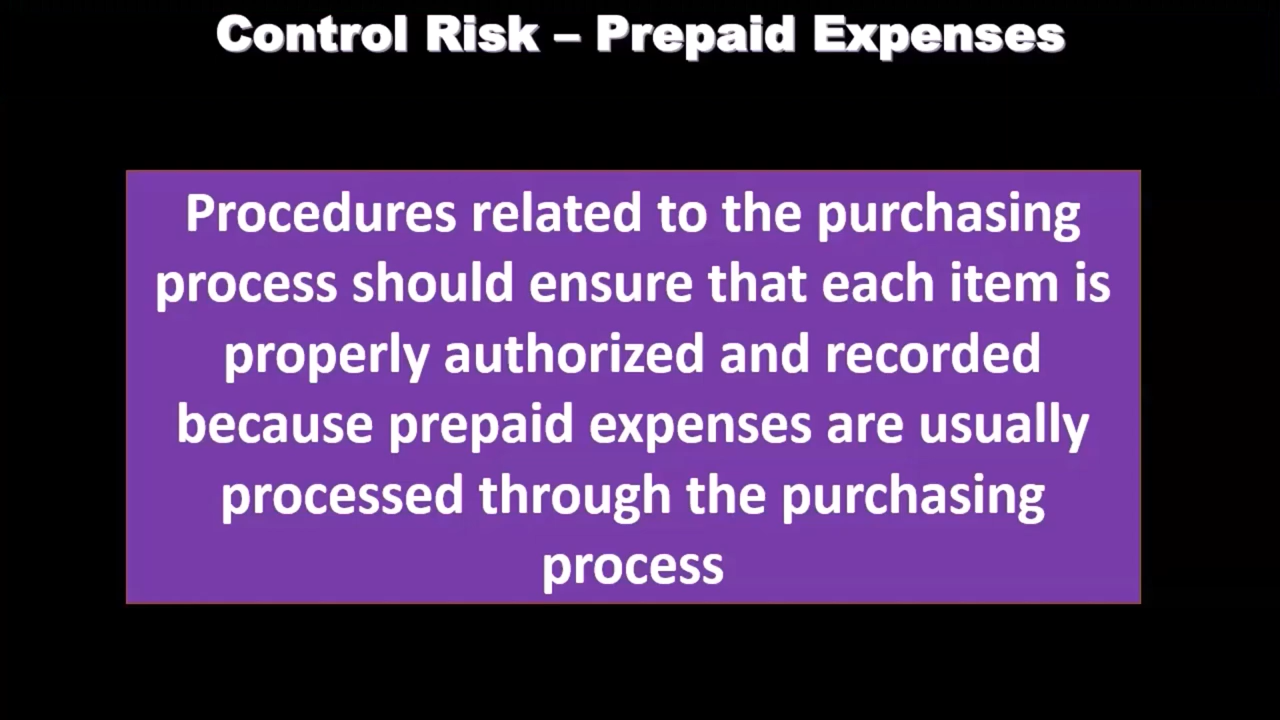 Control Risk – Prepaid Expenses
Procedures related to the purchasing
process should ensure that each item is
properly authorized and recorded
because prepaid expenses are usually
processed through the purchasing
process